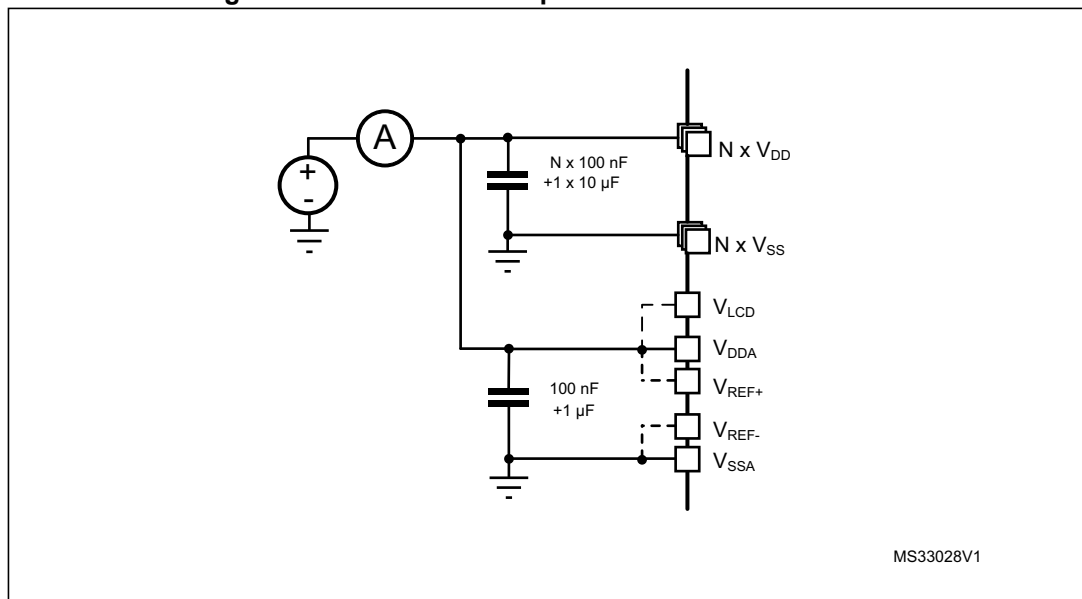 A
+
-
N x 100 nF
+1 x 10 µF
N x VDD
N x VSS
VLCD
VDDA
100 nF
+1 µF
VREF+
VREF-
VSSA
MS33028V1